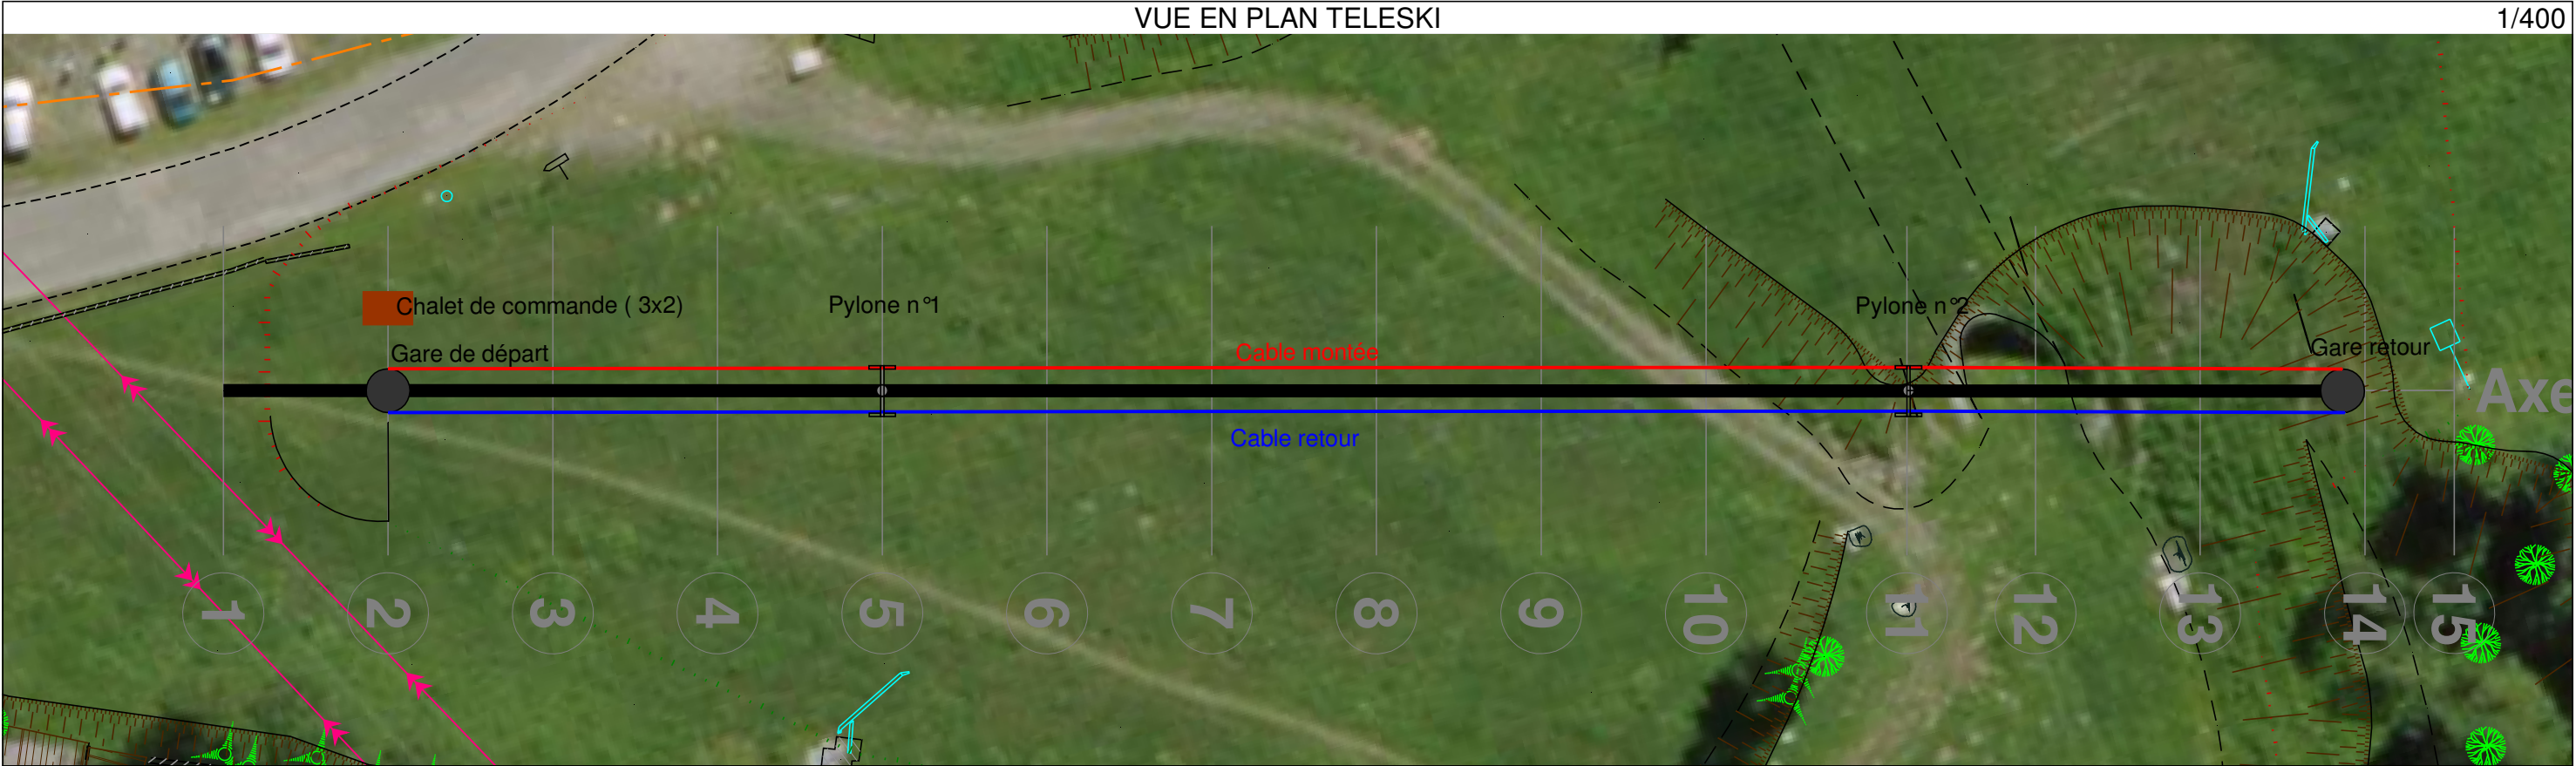 VUE EN PLAN TELESKI
1/400
Chalet de commande ( 3x2)
Pylone n°1
Pylone n°2
Gare de départ
Cable montée
Gare retour
Axe
Cable retour
1 2 3 4 5 6 7 8 9 10 11 12 13 14 15